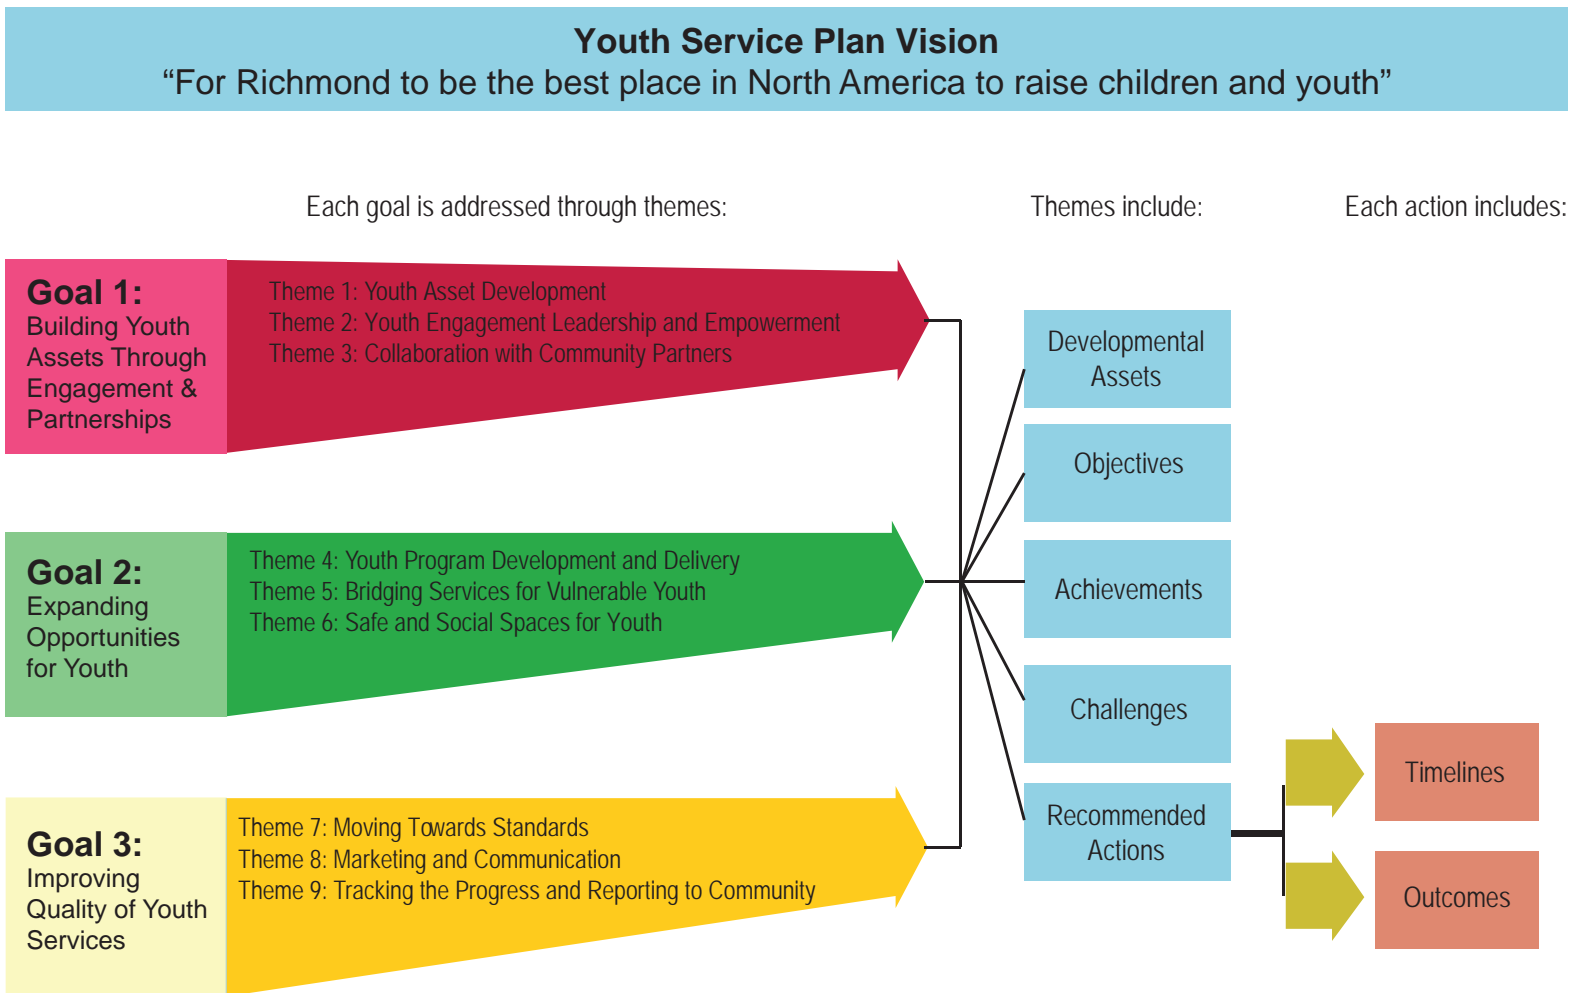 Youth Service Plan Vision
“For Richmond to be the best place in North America to raise children and youth”
Each goal is addressed through themes:
Themes include:
Each action includes:
Goal 1:
Building Youth
Assets Through
Engagement &
Partnerships
Theme 1: Youth Asset Development
Theme 2: Youth Engagement Leadership and Empowerment
Theme 3: Collaboration with Community Partners
Goal 2:
Expanding
Opportunities
for Youth
Theme 4: Youth Program Development and Delivery
Theme 5: Bridging Services for Vulnerable Youth
Theme 6: Safe and Social Spaces for Youth
Goal 3:
Improving
Quality of Youth
Services
Theme 7: Moving Towards Standards
Theme 8: Marketing and Communication
Theme 9: Tracking the Progress and Reporting to Community
Developmental
Assets
Objectives
Achievements
Challenges
Recommended
Actions
Timelines
Outcomes